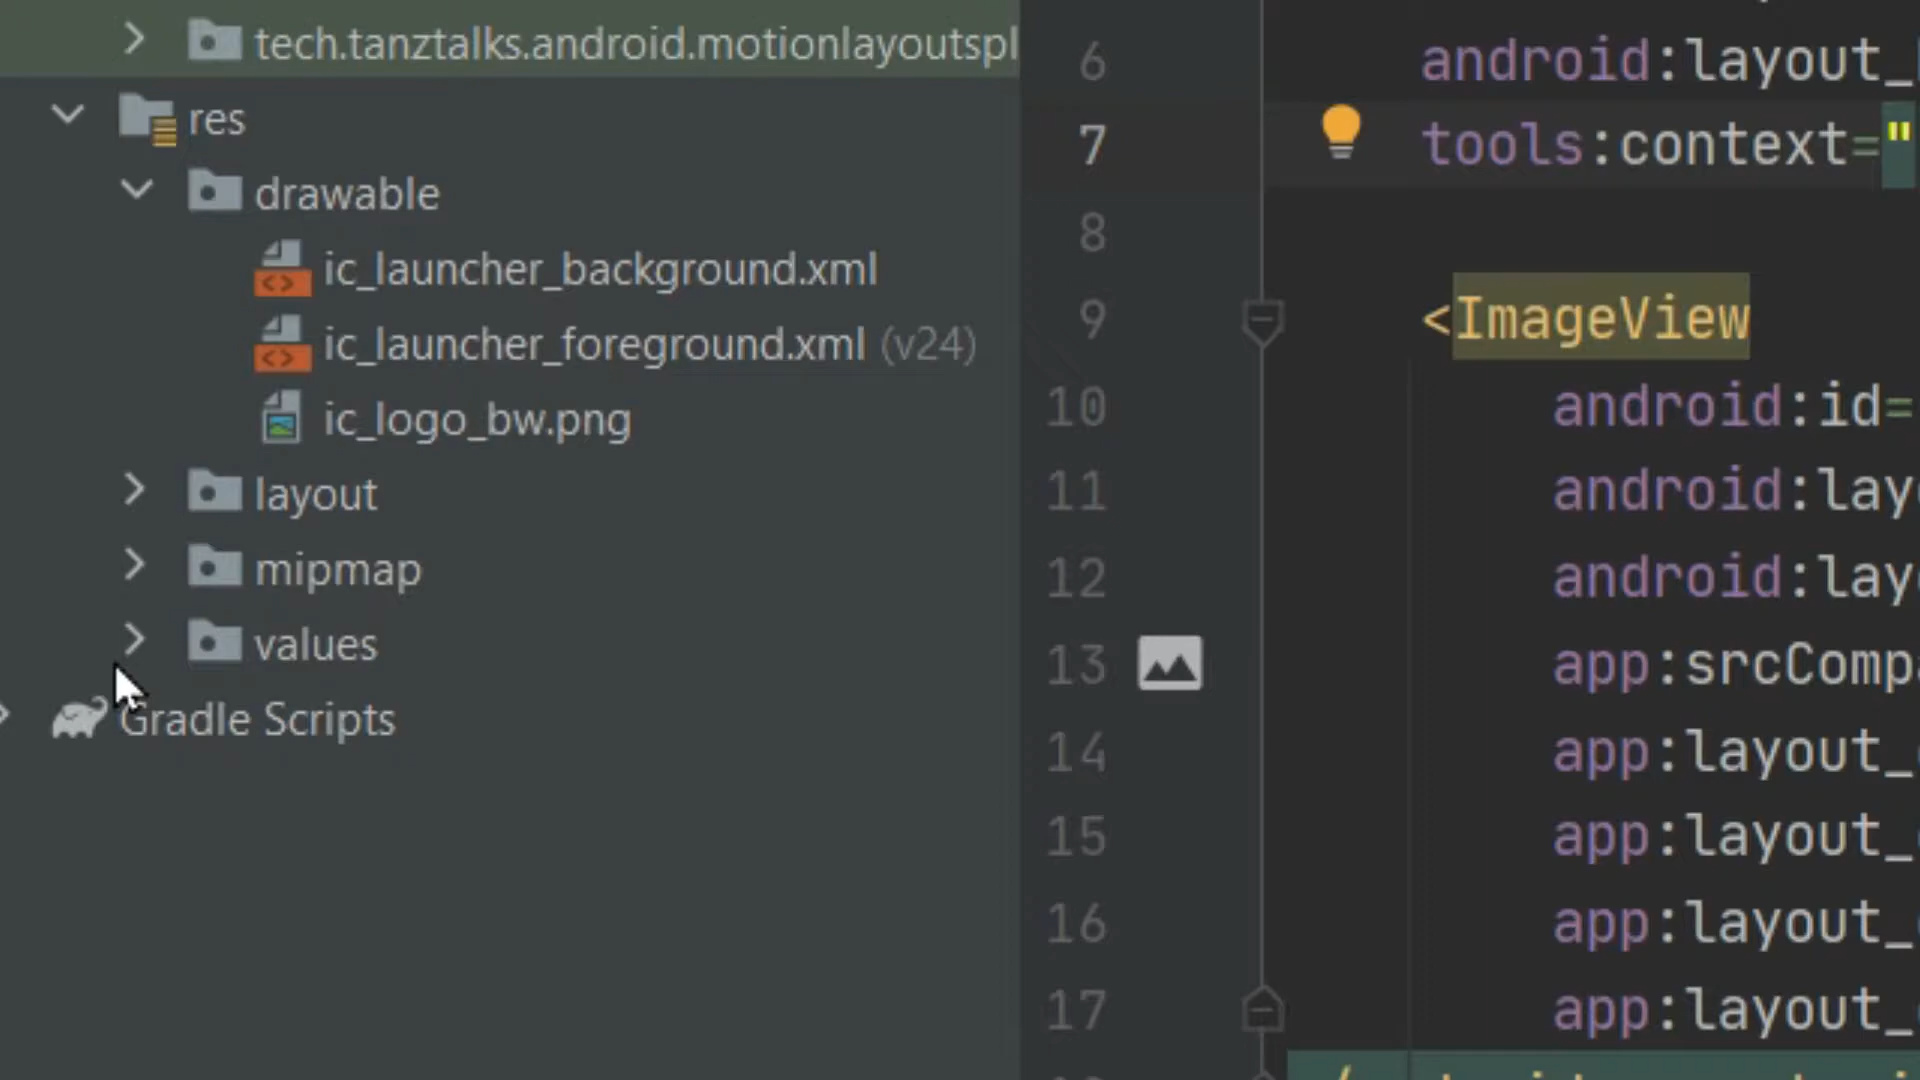 tech.tanztalks.android.motionlayoutspl
res
drawable
ic_launcher_background.xml
ic_launcher_foreground.xml (v24)
ic_logo_bw.png
layout
mipmap
values
Gradle Scripts
6 android:layout_
7 tools:context="
8
9 <ImageView
10 android:id=
11 android:lay
12 android:lay
13 app:srcCompa
14 app:layout_
15 app:layout_
16 app:layout_
17 app:layout_